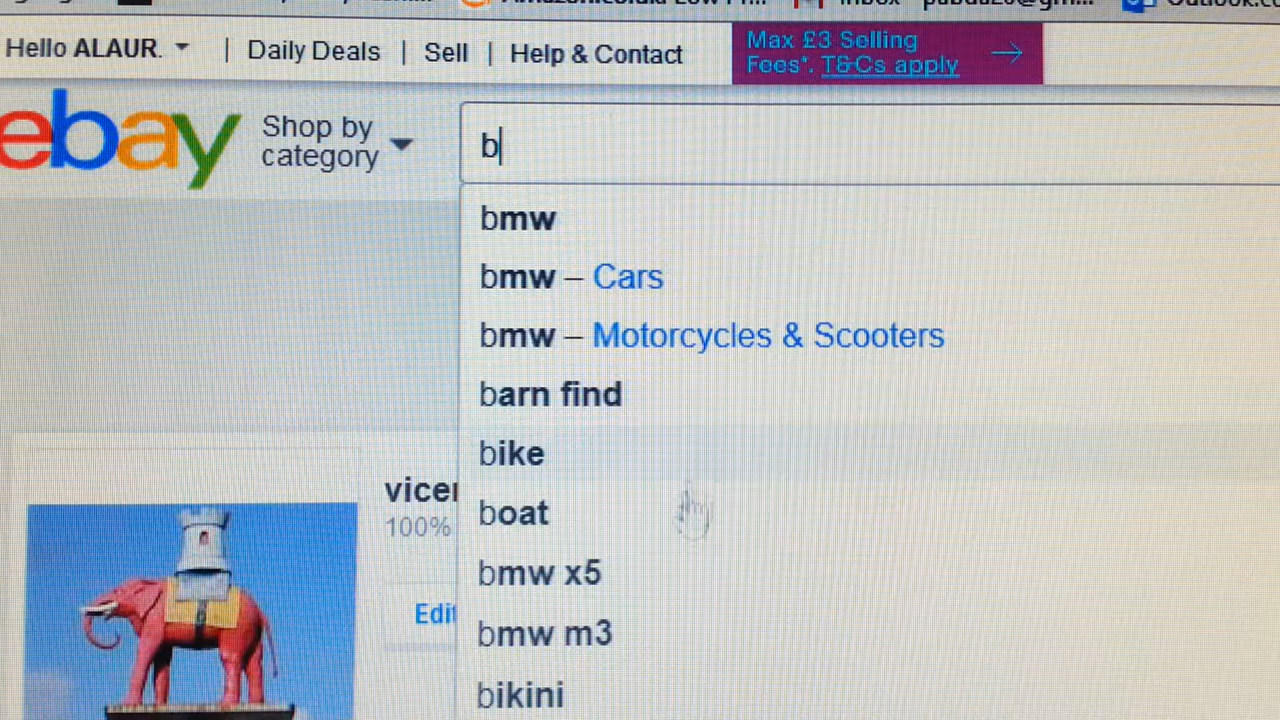 Hello ALAUR.
| Daily Deals | Sell | Help & Contact
Max £3 Selling
Fees*. T&Cs apply
ebay
Shop by
category
b
bmw
bmw – Cars
bmw – Motorcycles & Scooters
barn find
bike
boat
bmw x5
bmw m3
bikini
100%